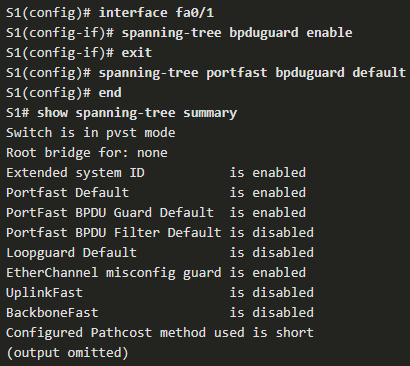 S1(config)# interface fa0/1
S1(config-if)# spanning-tree bpduguard enable
S1(config-if)# exit
S1(config)# spanning-tree portfast bpduguard default
S1(config)# end
S1# show spanning-tree summary
Switch is in pvst mode
Root bridge for: none
Extended system ID           is enabled
Portfast Default             is enabled
PortFast BPDU Guard Default  is enabled
Portfast BPDU Filter Default is disabled
Loopguard Default            is disabled
EtherChannel misconfig guard is enabled
UplinkFast                   is disabled
BackboneFast                 is disabled
Configured Pathcost method used is short
(output omitted)